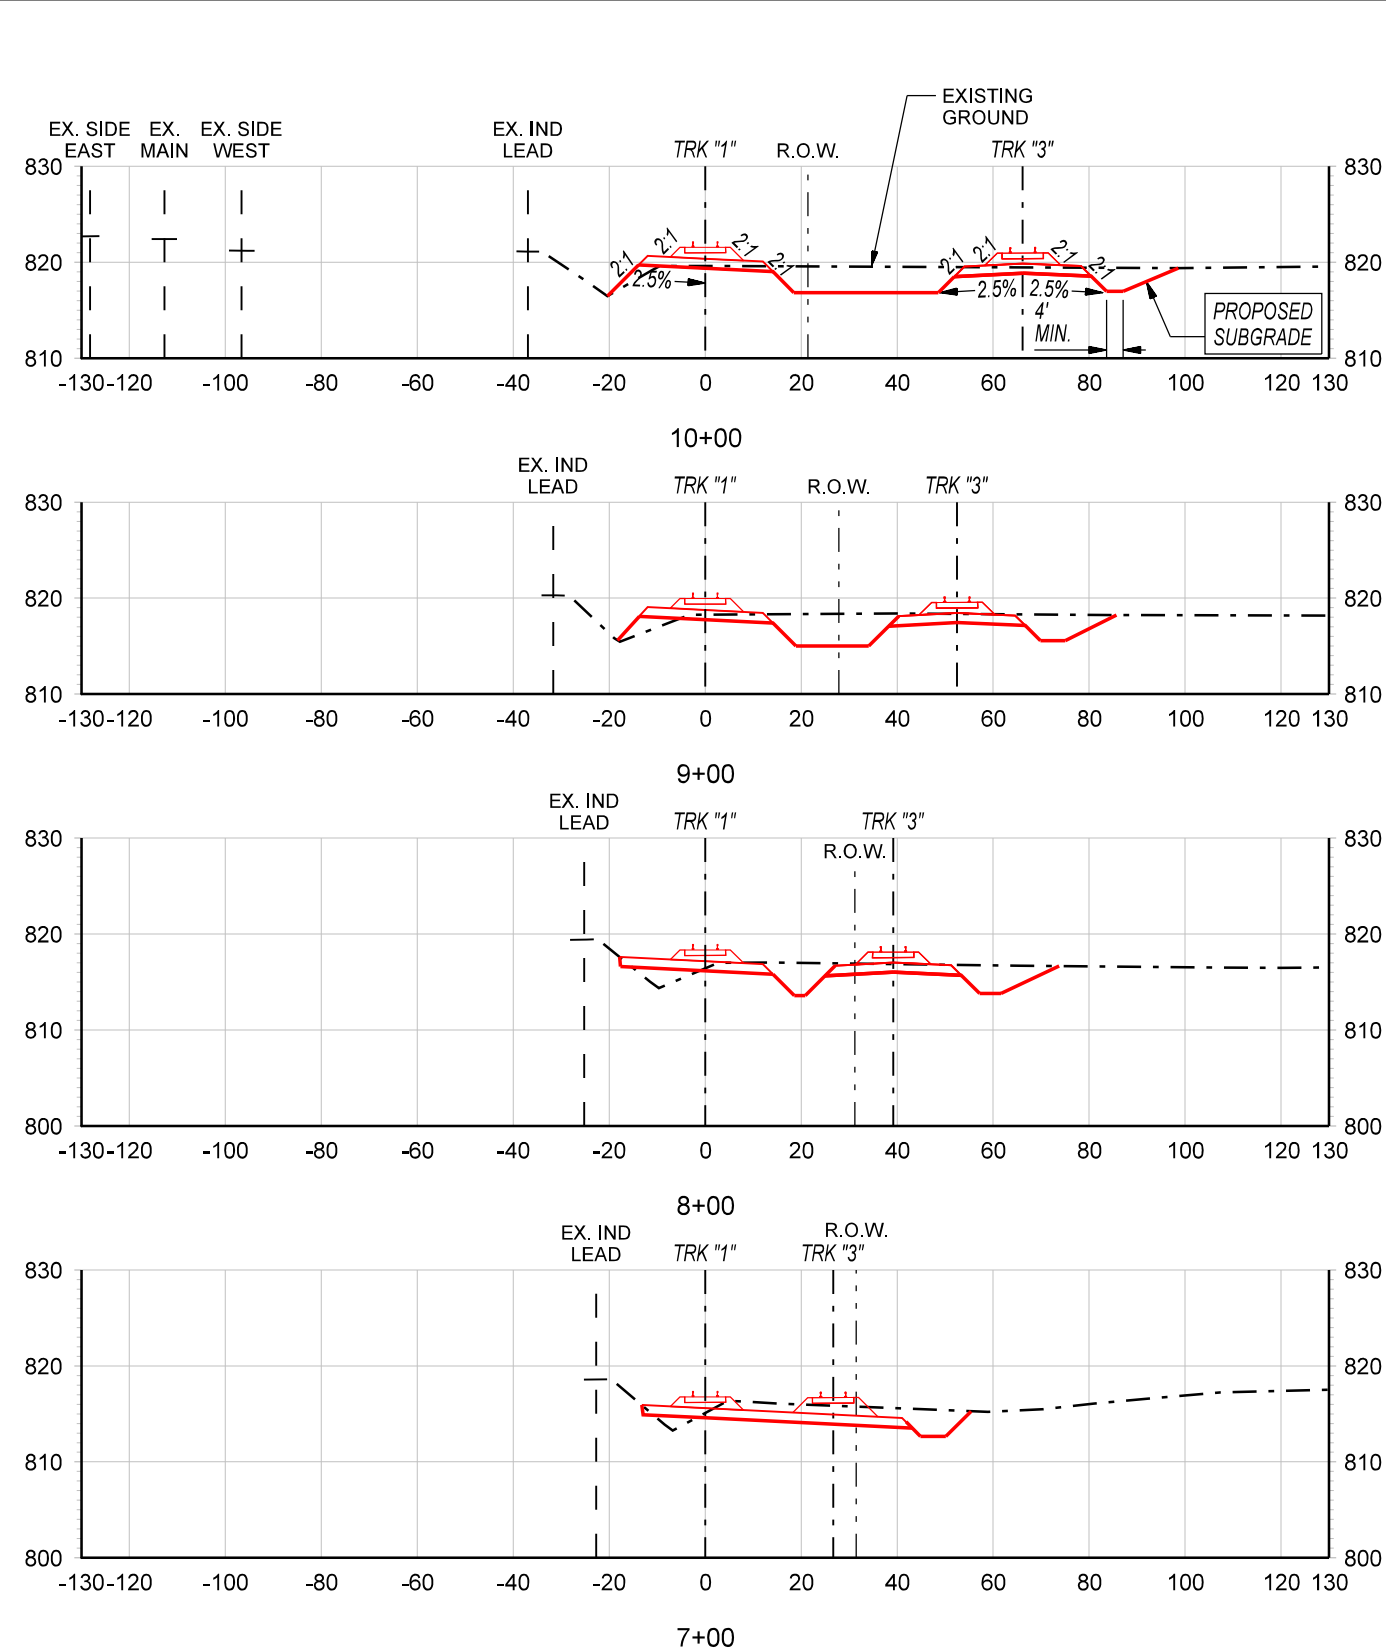 EXISTING
GROUND
EX. SIDE
EAST
EX.
MAIN
EX. SIDE
WEST
EX. IND
LEAD
TRK "1"
R.O.W.
TRK "3"
830
830
2:1
2:1
2:1
2:1
2:1
2:1
2:1
2:1
820
820
2.5%
2.5%
2.5%
4'
MIN.
PROPOSED
SUBGRADE
810
810
-130 -120 -100 -80 -60 -40 -20 0 20 40 60 80 100 120 130
10+00
EX. IND
LEAD
TRK "1"
R.O.W.
TRK "3"
830
830
820
820
810
810
-130 -120 -100 -80 -60 -40 -20 0 20 40 60 80 100 120 130
9+00
EX. IND
LEAD
TRK "1"
TRK "3"
R.O.W.
830
830
820
820
810
810
800
800
-130 -120 -100 -80 -60 -40 -20 0 20 40 60 80 100 120 130
8+00
EX. IND
LEAD
TRK "1"
R.O.W.
TRK "3"
830
830
820
820
810
810
800
800
-130 -120 -100 -80 -60 -40 -20 0 20 40 60 80 100 120 130
7+00